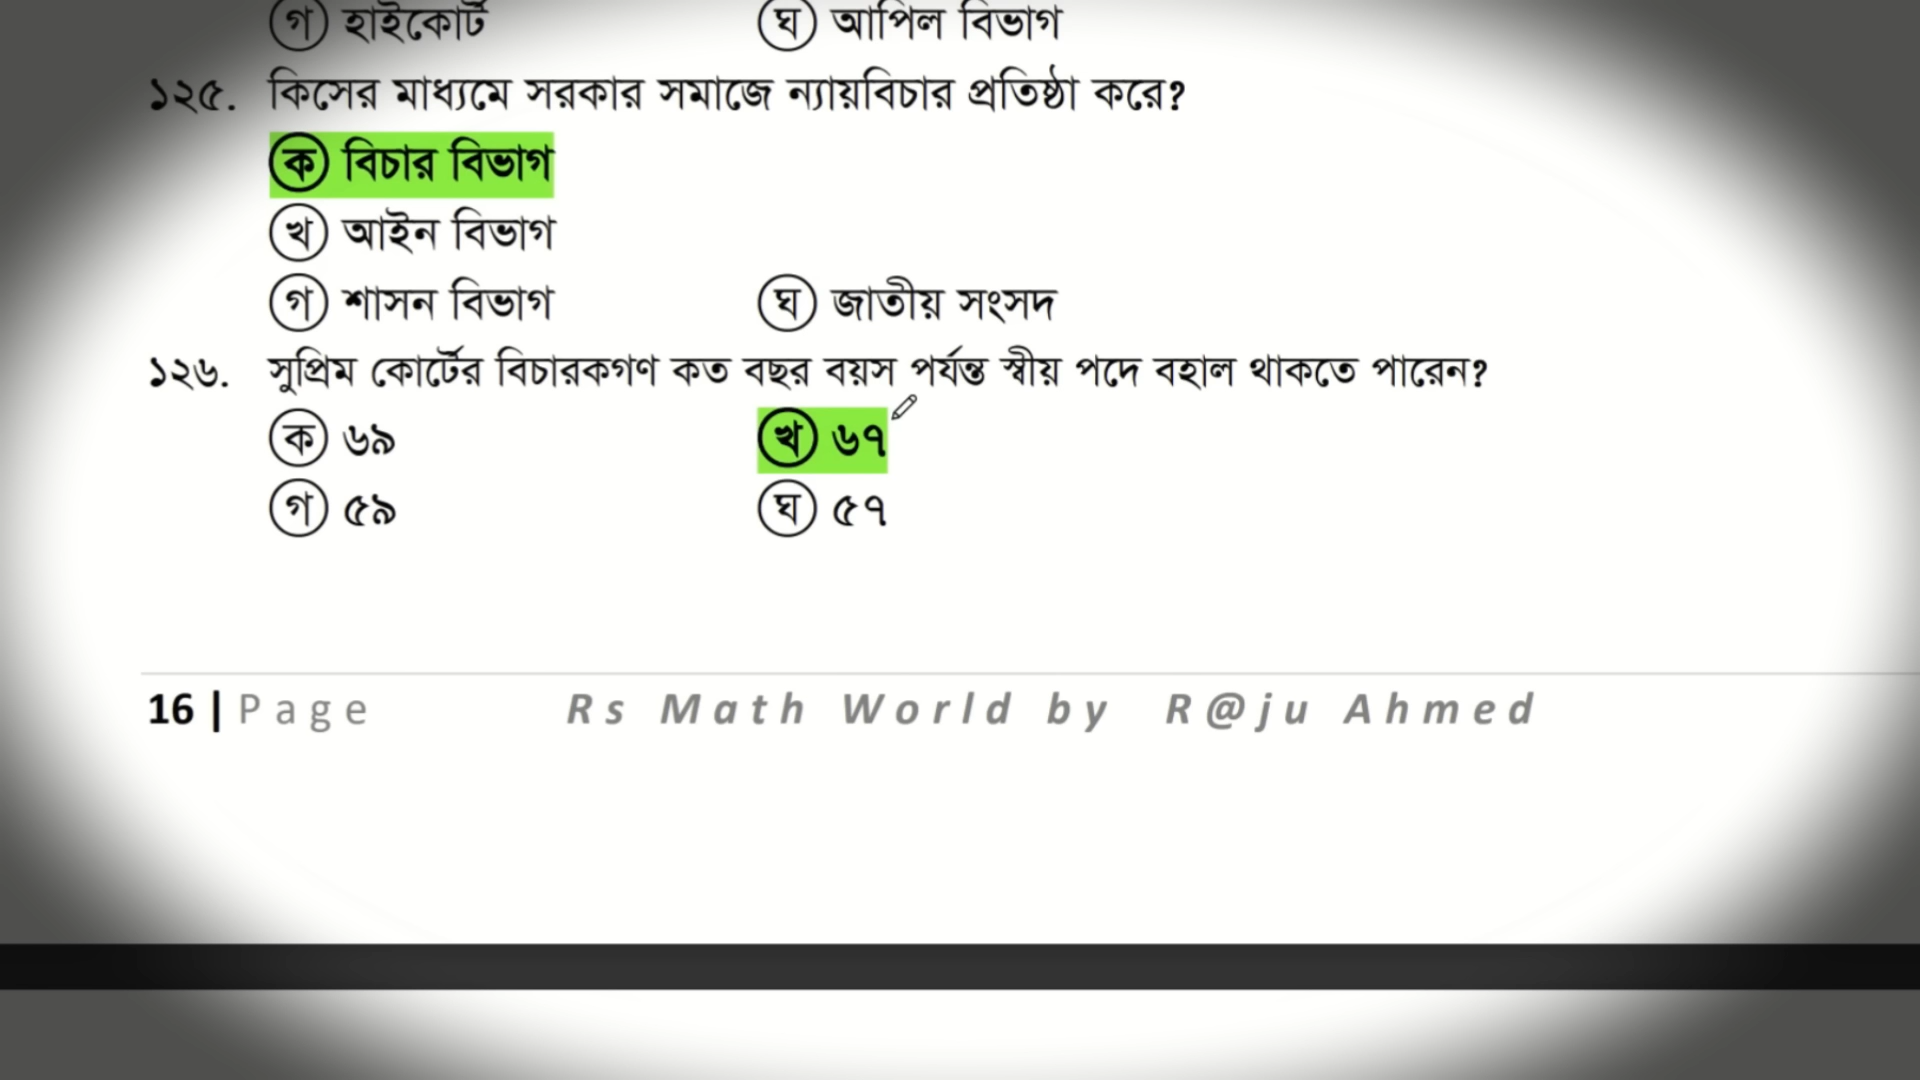 গ হাইকোর্ট ঘ আপিল বিভাগ
১২৫. কিসের মাধ্যমে সরকার সমাজে ন্যায়বিচার প্রতিষ্ঠা করে?
ক বিচার বিভাগ
খ আইন বিভাগ
গ শাসন বিভাগ ঘ জাতীয় সংসদ
১২৬. সুপ্রিম কোর্টের বিচারকগণ কত বছর বয়স পর্যন্ত স্বীয় পদে বহাল থাকতে পারেন?
ক ৬৯ খ ৬৭
গ ৫৯ ঘ ৫৭
16 | Page Rs Math World by R@ju Ahmed